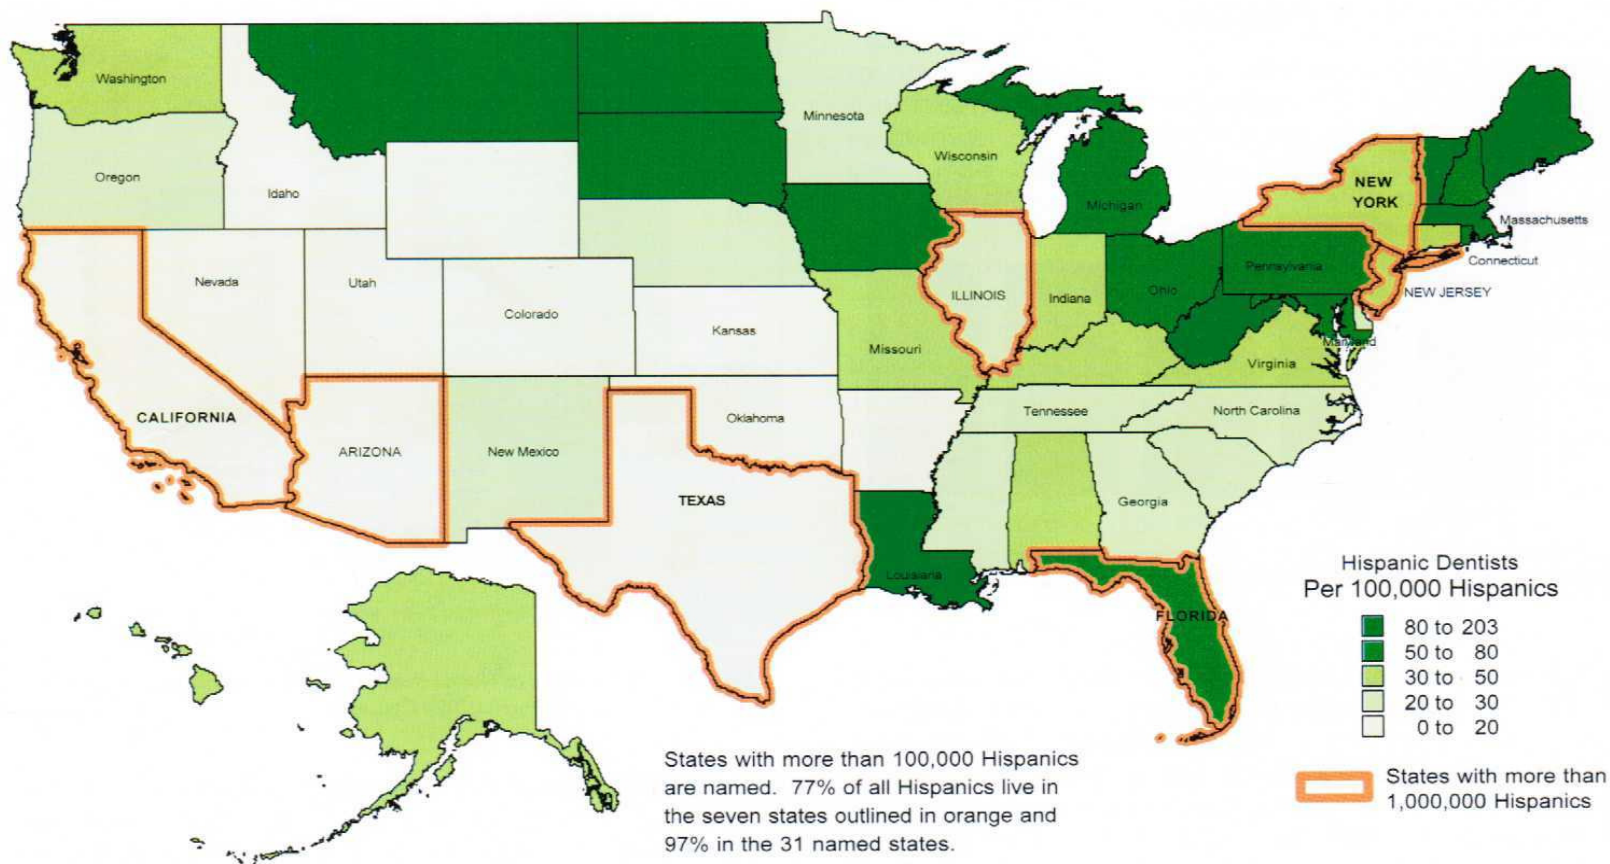 Washington
Minnesota
Oregon
Wisconsin
Idaho
NEW
YORK
Michigan
Massachusetts
Connecticut
Pennsylvania
Nevada
Utah
ILLINOIS
Indiana
Ohio
NEW JERSEY
Colorado
Kansas
Missouri
Maryland
Virginia
CALIFORNIA
Oklahoma
Tennessee
North Carolina
ARIZONA
New Mexico
TEXAS
Georgia
Louisiana
FLORIDA
Hispanic Dentists
Per 100,000 Hispanics
80 to 203
50 to 80
30 to 50
20 to 30
0 to 20
States with more than
1,000,000 Hispanics
States with more than 100,000 Hispanics
are named. 77% of all Hispanics live in
the seven states outlined in orange and
97% in the 31 named states.